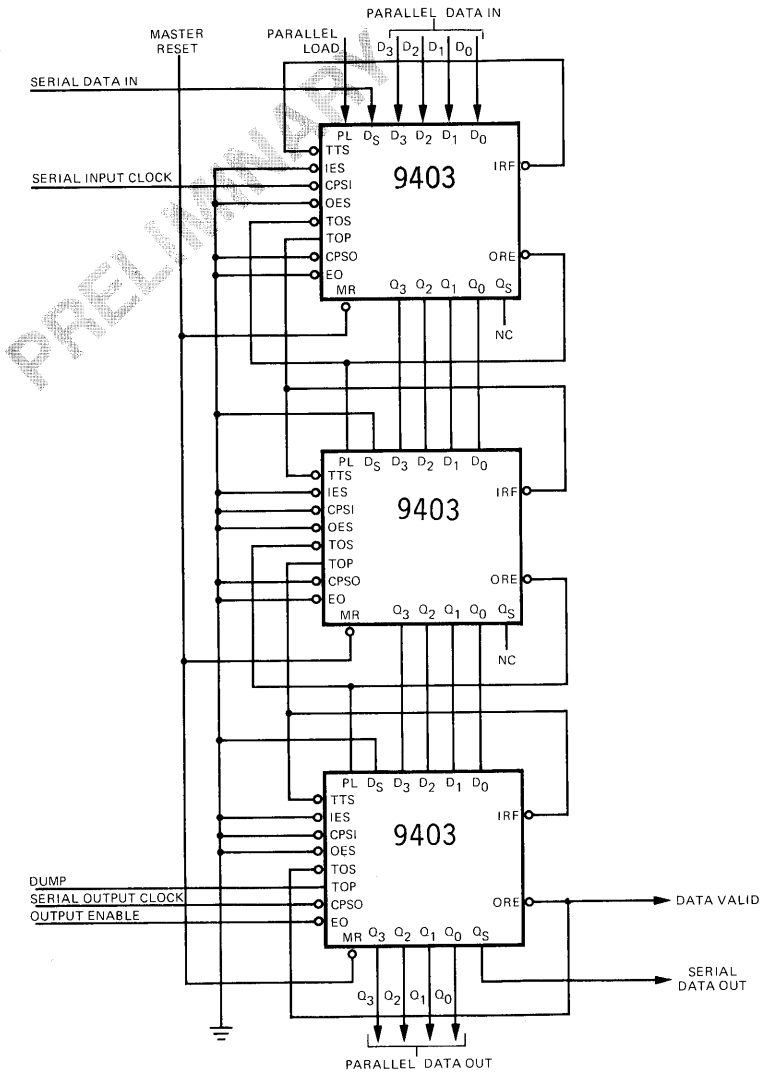 PARALLEL DATA IN
MASTER
RESET
PARALLEL
LOAD
D3 D2 D1 D0
SERIAL DATA IN
PL DS D3 D2 D1 D0
TTS
IES
IRF
SERIAL INPUT CLOCK
CPSI
9403
OES
TOS
TOP
CPSO
ORE
EO
MR
Q3 Q2 Q1 Q0 QS
NC
PRELIMINARY
PL DS D3 D2 D1 D0
TTS
IES
IRF
CPSI
9403
OES
TOS
TOP
CPSO
ORE
EO
MR
Q3 Q2 Q1 Q0 QS
NC
PL DS D3 D2 D1 D0
TTS
IES
IRF
CPSI
9403
OES
TOS
DUMP
TOP
SERIAL OUTPUT CLOCK
CPSO
ORE
DATA VALID
OUTPUT ENABLE
EO
MR Q3 Q2 Q1 Q0 QS
SERIAL
DATA OUT
Q3 Q2 Q1 Q0
PARALLEL DATA OUT